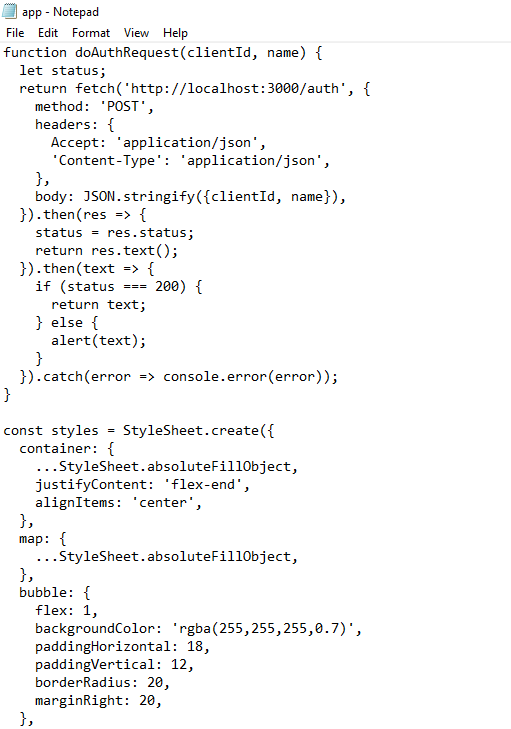 app - Notepad
File Edit Format View Help
function doAuthRequest(clientId, name) {
  let status;
  return fetch('http://localhost:3000/auth', {
    method: 'POST',
    headers: {
      Accept: 'application/json',
      'Content-Type': 'application/json',
    },
    body: JSON.stringify({clientId, name}),
  }).then(res => {
    status = res.status;
    return res.text();
  }).then(text => {
    if (status === 200) {
      return text;
    } else {
      alert(text);
    }
  }).catch(error => console.error(error));
}

const styles = StyleSheet.create({
  container: {
    ...StyleSheet.absoluteFillObject,
    justifyContent: 'flex-end',
    alignItems: 'center',
  },
  map: {
    ...StyleSheet.absoluteFillObject,
  },
  bubble: {
    flex: 1,
    backgroundColor: 'rgba(255,255,255,0.7)',
    paddingHorizontal: 18,
    paddingVertical: 12,
    borderRadius: 20,
    marginRight: 20,
  },